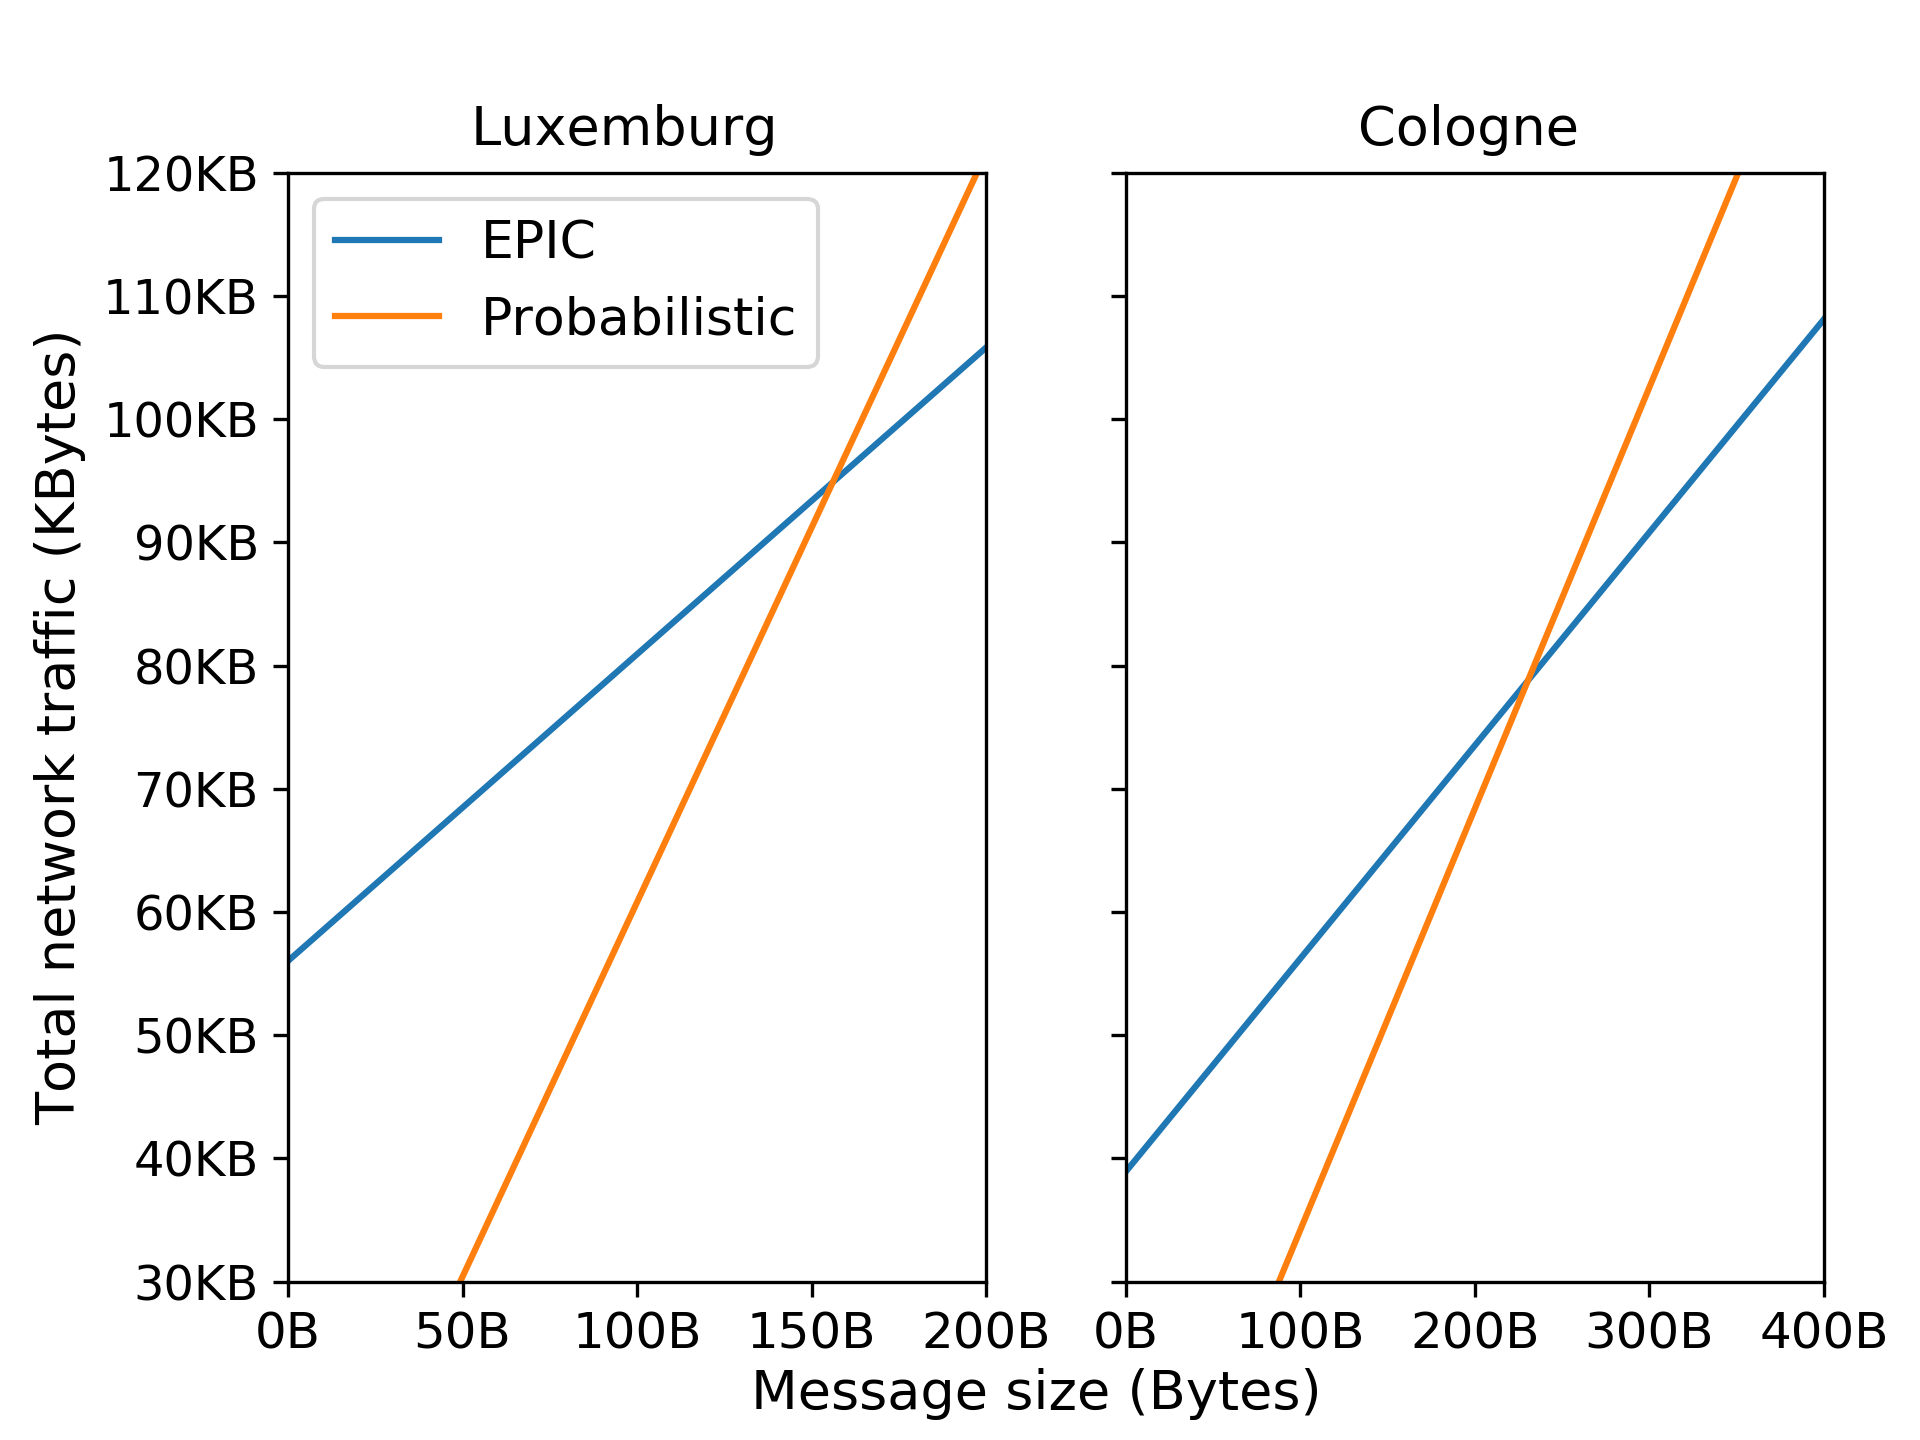 Luxemburg
Cologne
120KB
110KB
100KB
90KB
80KB
70KB
60KB
50KB
40KB
30KB
Total network traffic (KBytes)
EPIC
Probabilistic
0B 50B 100B 150B 200B
0B 100B 200B 300B 400B
Message size (Bytes)